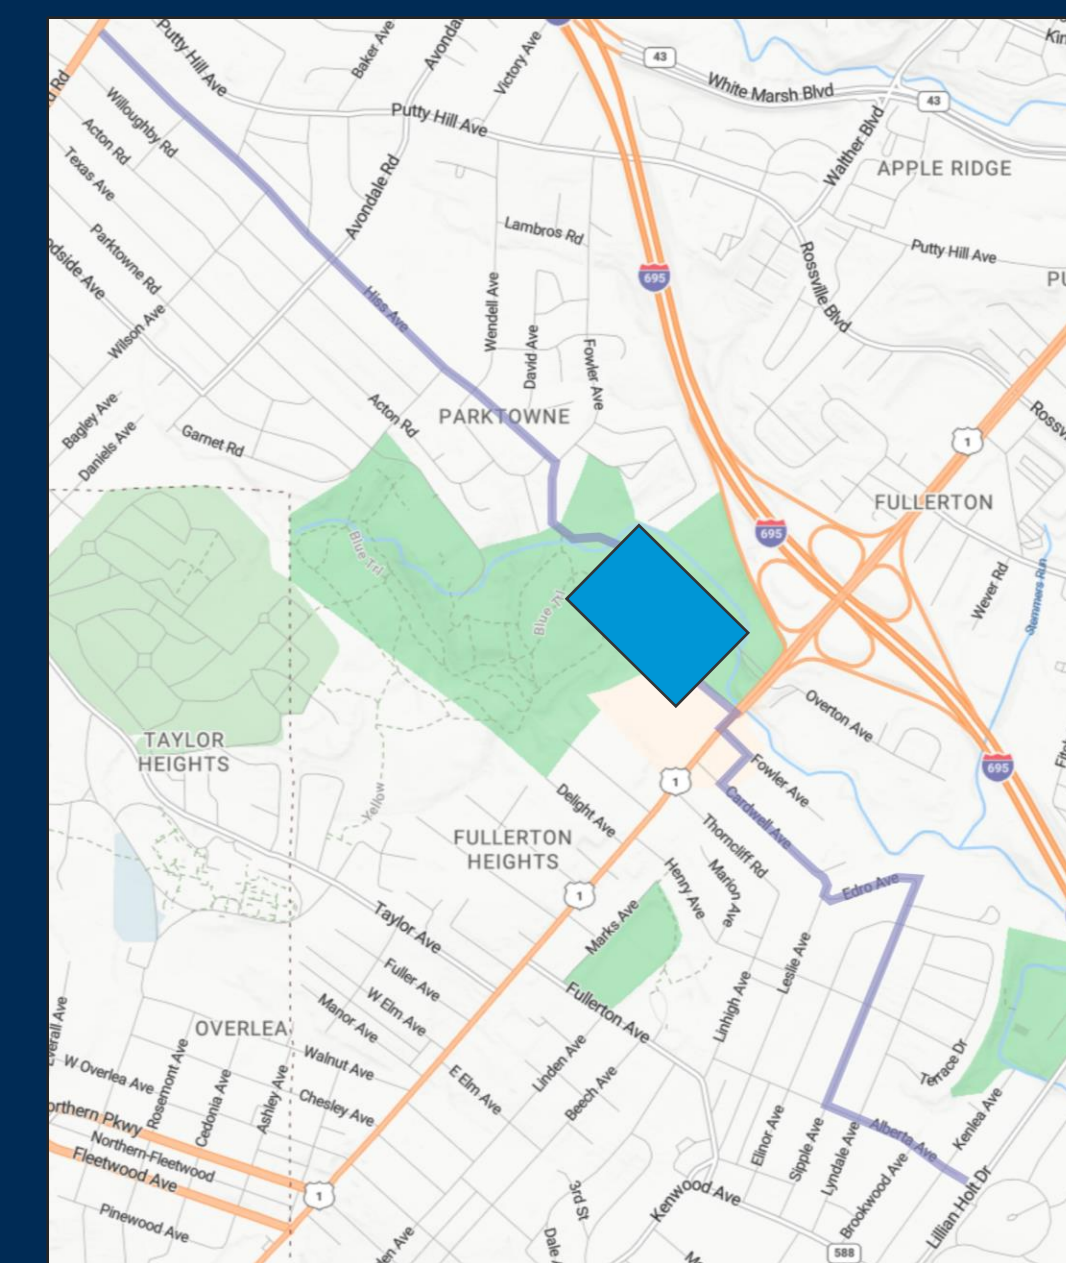 Putty Hill Ave
Baker Ave
Victory Ave
43
White Marsh Blvd
43
Willoughby Rd
Acton Rd
Texas Ave
Putty Hill Ave
Walther Blvd
APPLE RIDGE
Avondale Rd
Parktowne Rd
Lambros Rd
Putty Hill Ave
695
Rossville Blvd
Wilson Ave
Hiss Ave
Wendell Ave
David Ave
Fowler Ave
Bagley Ave
Daniels Ave
Garnet Rd
Acton Rd
PARKTOWNE
1
FULLERTON
695
Blue Trl
Blue Trl
Wever Rd
Stemmers Run
TAYLOR
HEIGHTS
Overton Ave
695
1
Fowler Ave
Yellow
Delight Ave
Cardwell Ave
FULLERTON
HEIGHTS
Thorncliff Rd
Henry Ave
Marion Ave
Edro Ave
1
Marks Ave
Taylor Ave
Leslie Ave
Fuller Ave
W Elm Ave
Manor Ave
Fullerton Ave
Linhigh Ave
OVERLEA
Walnut Ave
Linden Ave
Terrace Dr
W Overlea Ave
Rosemont Ave
Cedonia Ave
Ashley Ave
Chesley Ave
E Elm Ave
Beech Ave
Kenlea Ave
Northern-Fleetwood
Fleetwood Ave
Elinor Ave
Sipple Ave
Lyndale Ave
Alberta Ave
Brookwood Ave
Lillian Holt Dr
1
3rd St
Kenwood Ave
Pinewood Ave
588